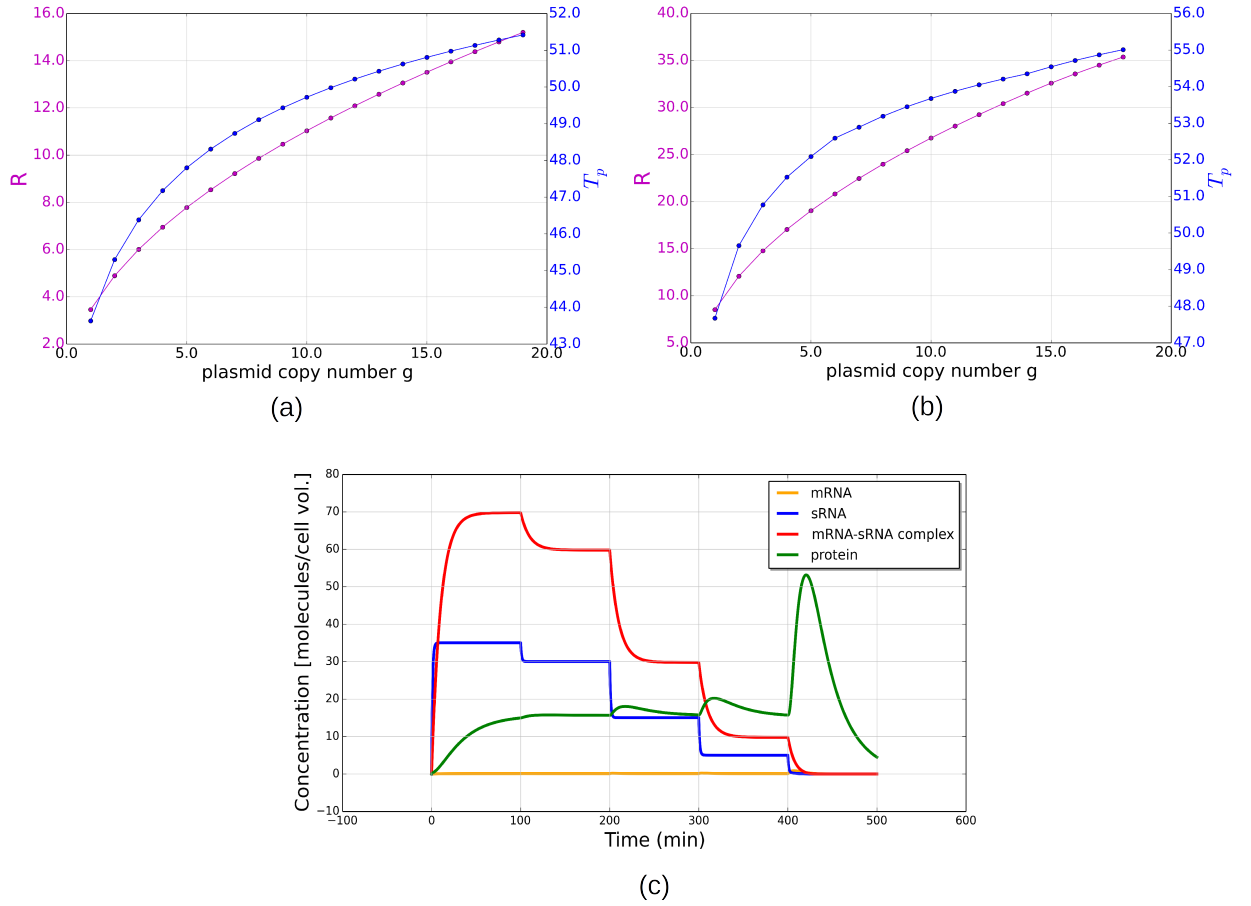 16.0
14.0
12.0
10.0
8.0
6.0
4.0
2.0
R
52.0
51.0
50.0
49.0
48.0
47.0
46.0
45.0
44.0
43.0
T_p
0.0 5.0 10.0 15.0 20.0
plasmid copy number g
(a)
40.0
35.0
30.0
25.0
20.0
15.0
10.0
5.0
R
56.0
55.0
54.0
53.0
52.0
51.0
50.0
49.0
48.0
47.0
T_p
0.0 5.0 10.0 15.0 20.0
plasmid copy number g
(b)
Concentration [molecules/cell vol.]
80
70
60
50
40
30
20
10
0
−10
mRNA
sRNA
mRNA-sRNA complex
protein
−100 0 100 200 300 400 500 600
Time (min)
(c)